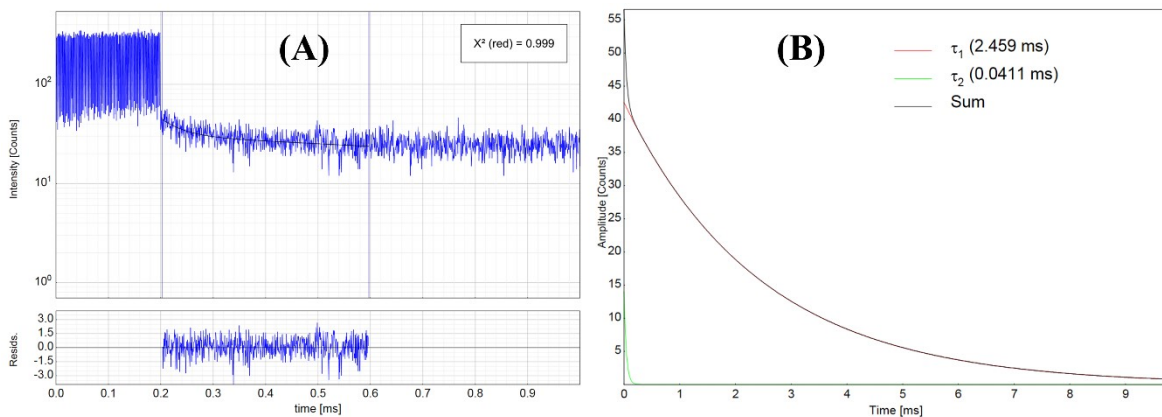 (A)
X² (red) = 0.999
Intensity [Counts]
10²
10¹
10⁰
Resids.
3.0
1.5
0.0
-1.5
-3.0
0.0 0.1 0.2 0.3 0.4 0.5 0.6 0.7 0.8 0.9
time [ms]
(B)
τ₁ (2.459 ms)
τ₂ (0.0411 ms)
Sum
Amplitude [Counts]
55
50
45
40
35
30
25
20
15
10
5
0 1 2 3 4 5 6 7 8 9
Time [ms]